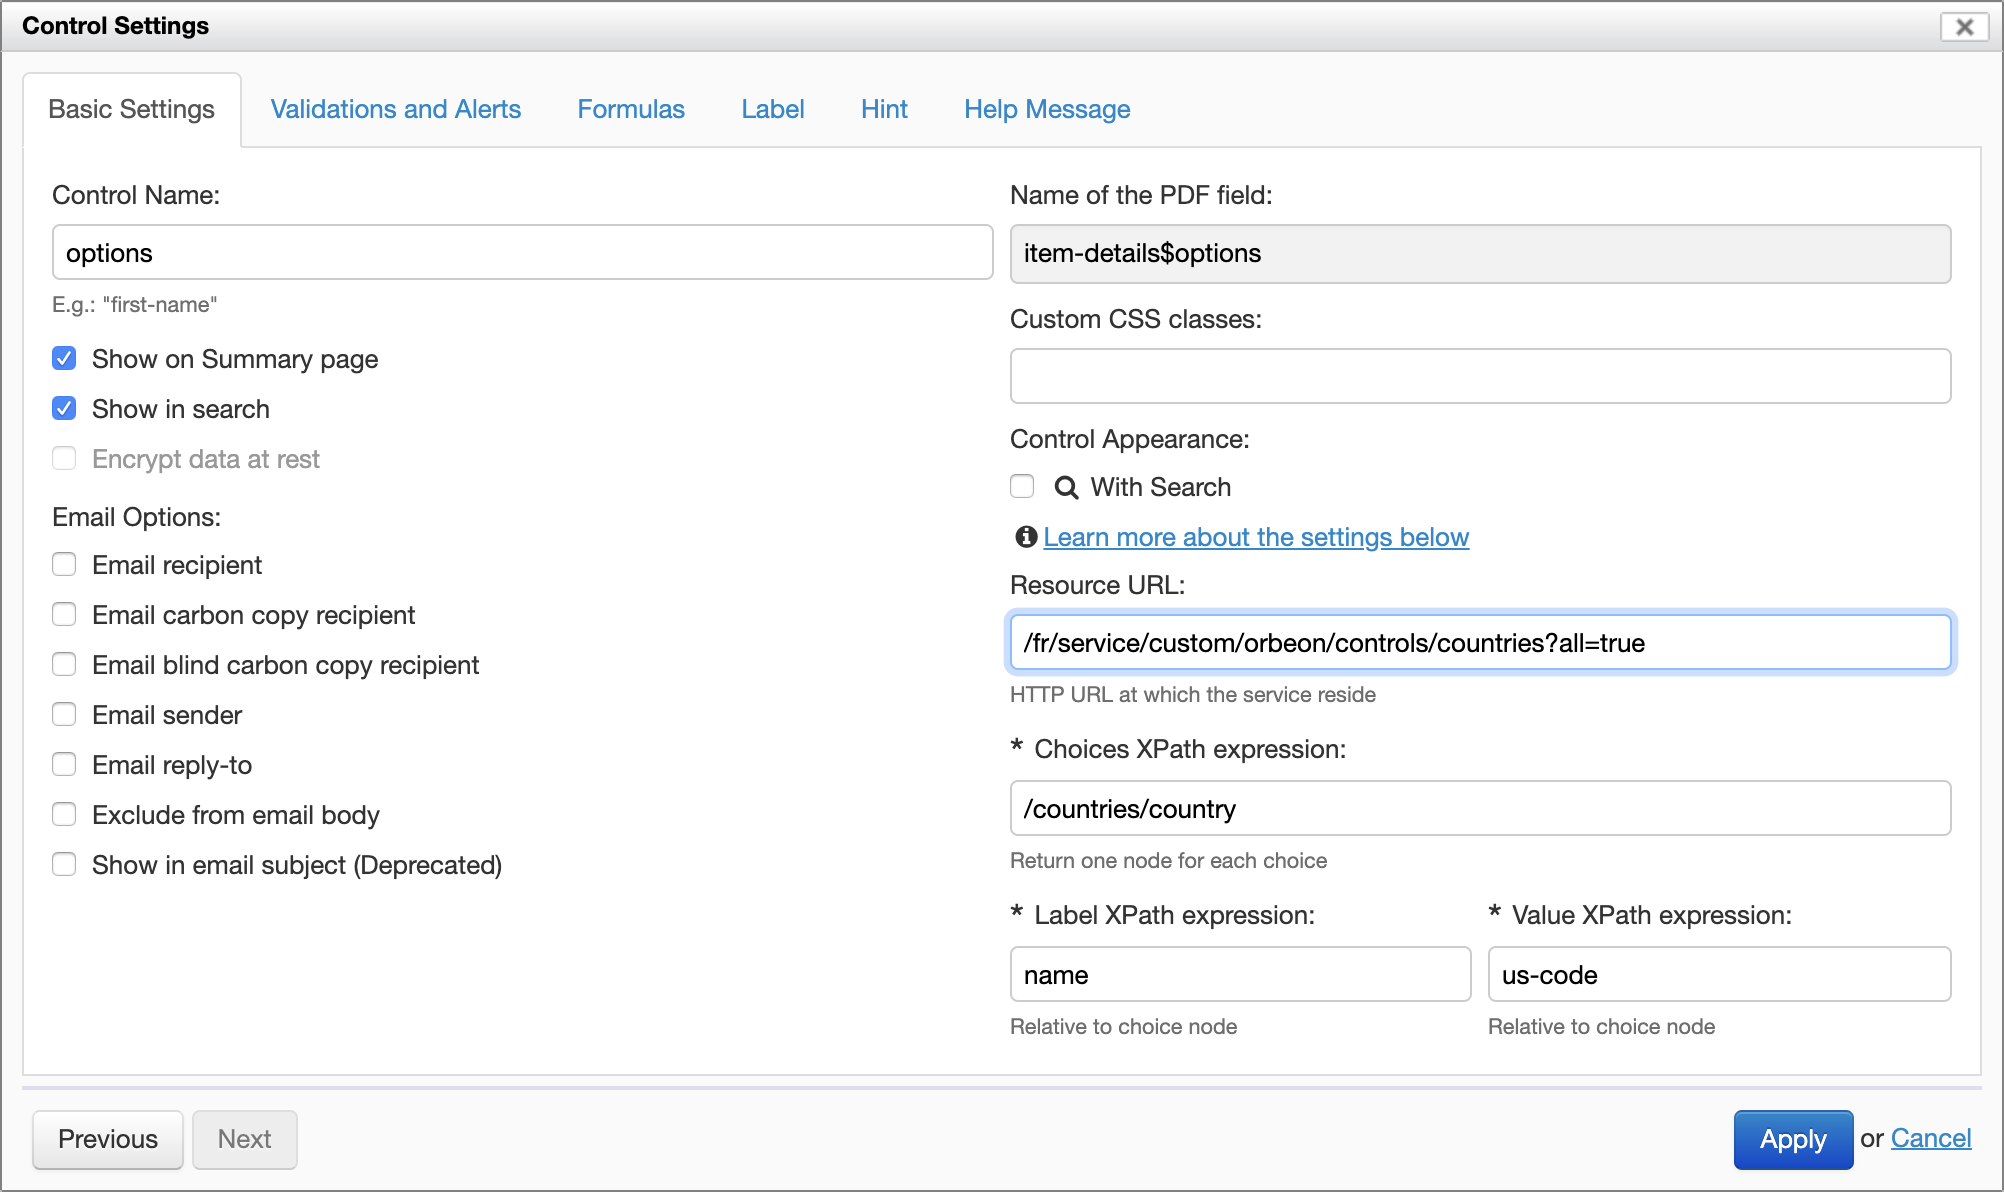 Control Settings
Basic Settings
Validations and Alerts
Formulas
Label
Hint
Help Message
Control Name:
options
E.g.: "first-name"
Show on Summary page
Show in search
Encrypt data at rest
Email Options:
Email recipient
Email carbon copy recipient
Email blind carbon copy recipient
Email sender
Email reply-to
Exclude from email body
Show in email subject (Deprecated)
Name of the PDF field:
item-details$options
Custom CSS classes:
Control Appearance:
With Search
Learn more about the settings below
Resource URL:
/fr/service/custom/orbeon/controls/countries?all=true
HTTP URL at which the service reside
* Choices XPath expression:
/countries/country
Return one node for each choice
* Label XPath expression:
name
Relative to choice node
* Value XPath expression:
us-code
Relative to choice node
Previous
Next
Apply or Cancel